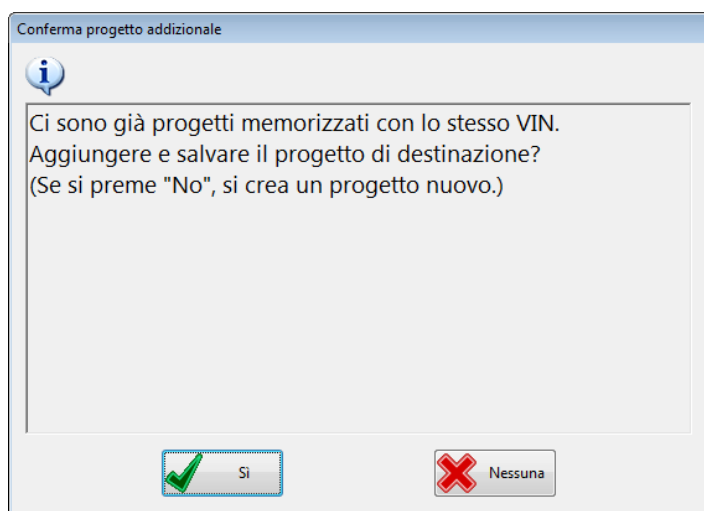 Conferma progetto addizionale
Ci sono già progetti memorizzati con lo stesso VIN.
Aggiungere e salvare il progetto di destinazione?
(Se si preme "No", si crea un progetto nuovo.)
Sì
Nessuna